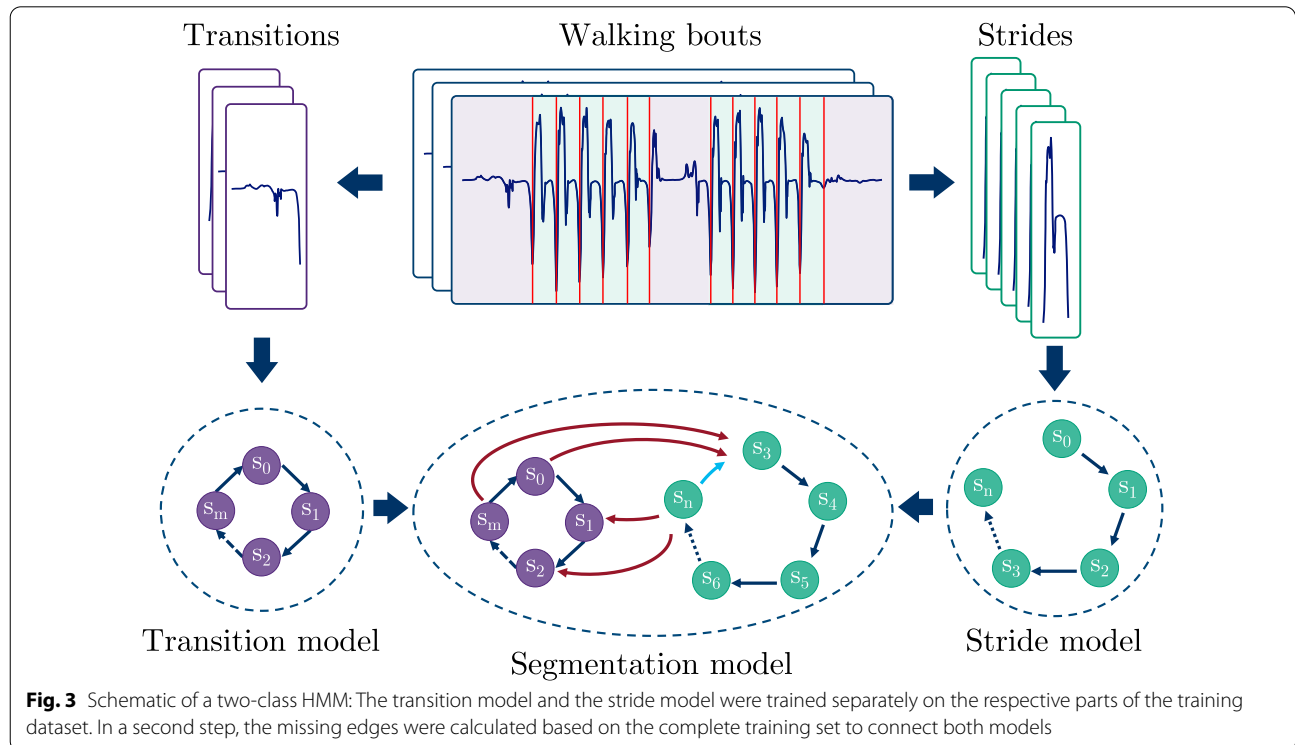 Transitions
Walking bouts
Strides
s0
sm
s1
s2
s0
sm
s1
s2
s3
sn
s4
s6
s5
s0
sn
s1
s3
s2
Transition model
Segmentation model
Stride model
Fig. 3 Schematic of a two-class HMM: The transition model and the stride model were trained separately on the respective parts of the training
dataset. In a second step, the missing edges were calculated based on the complete training set to connect both models